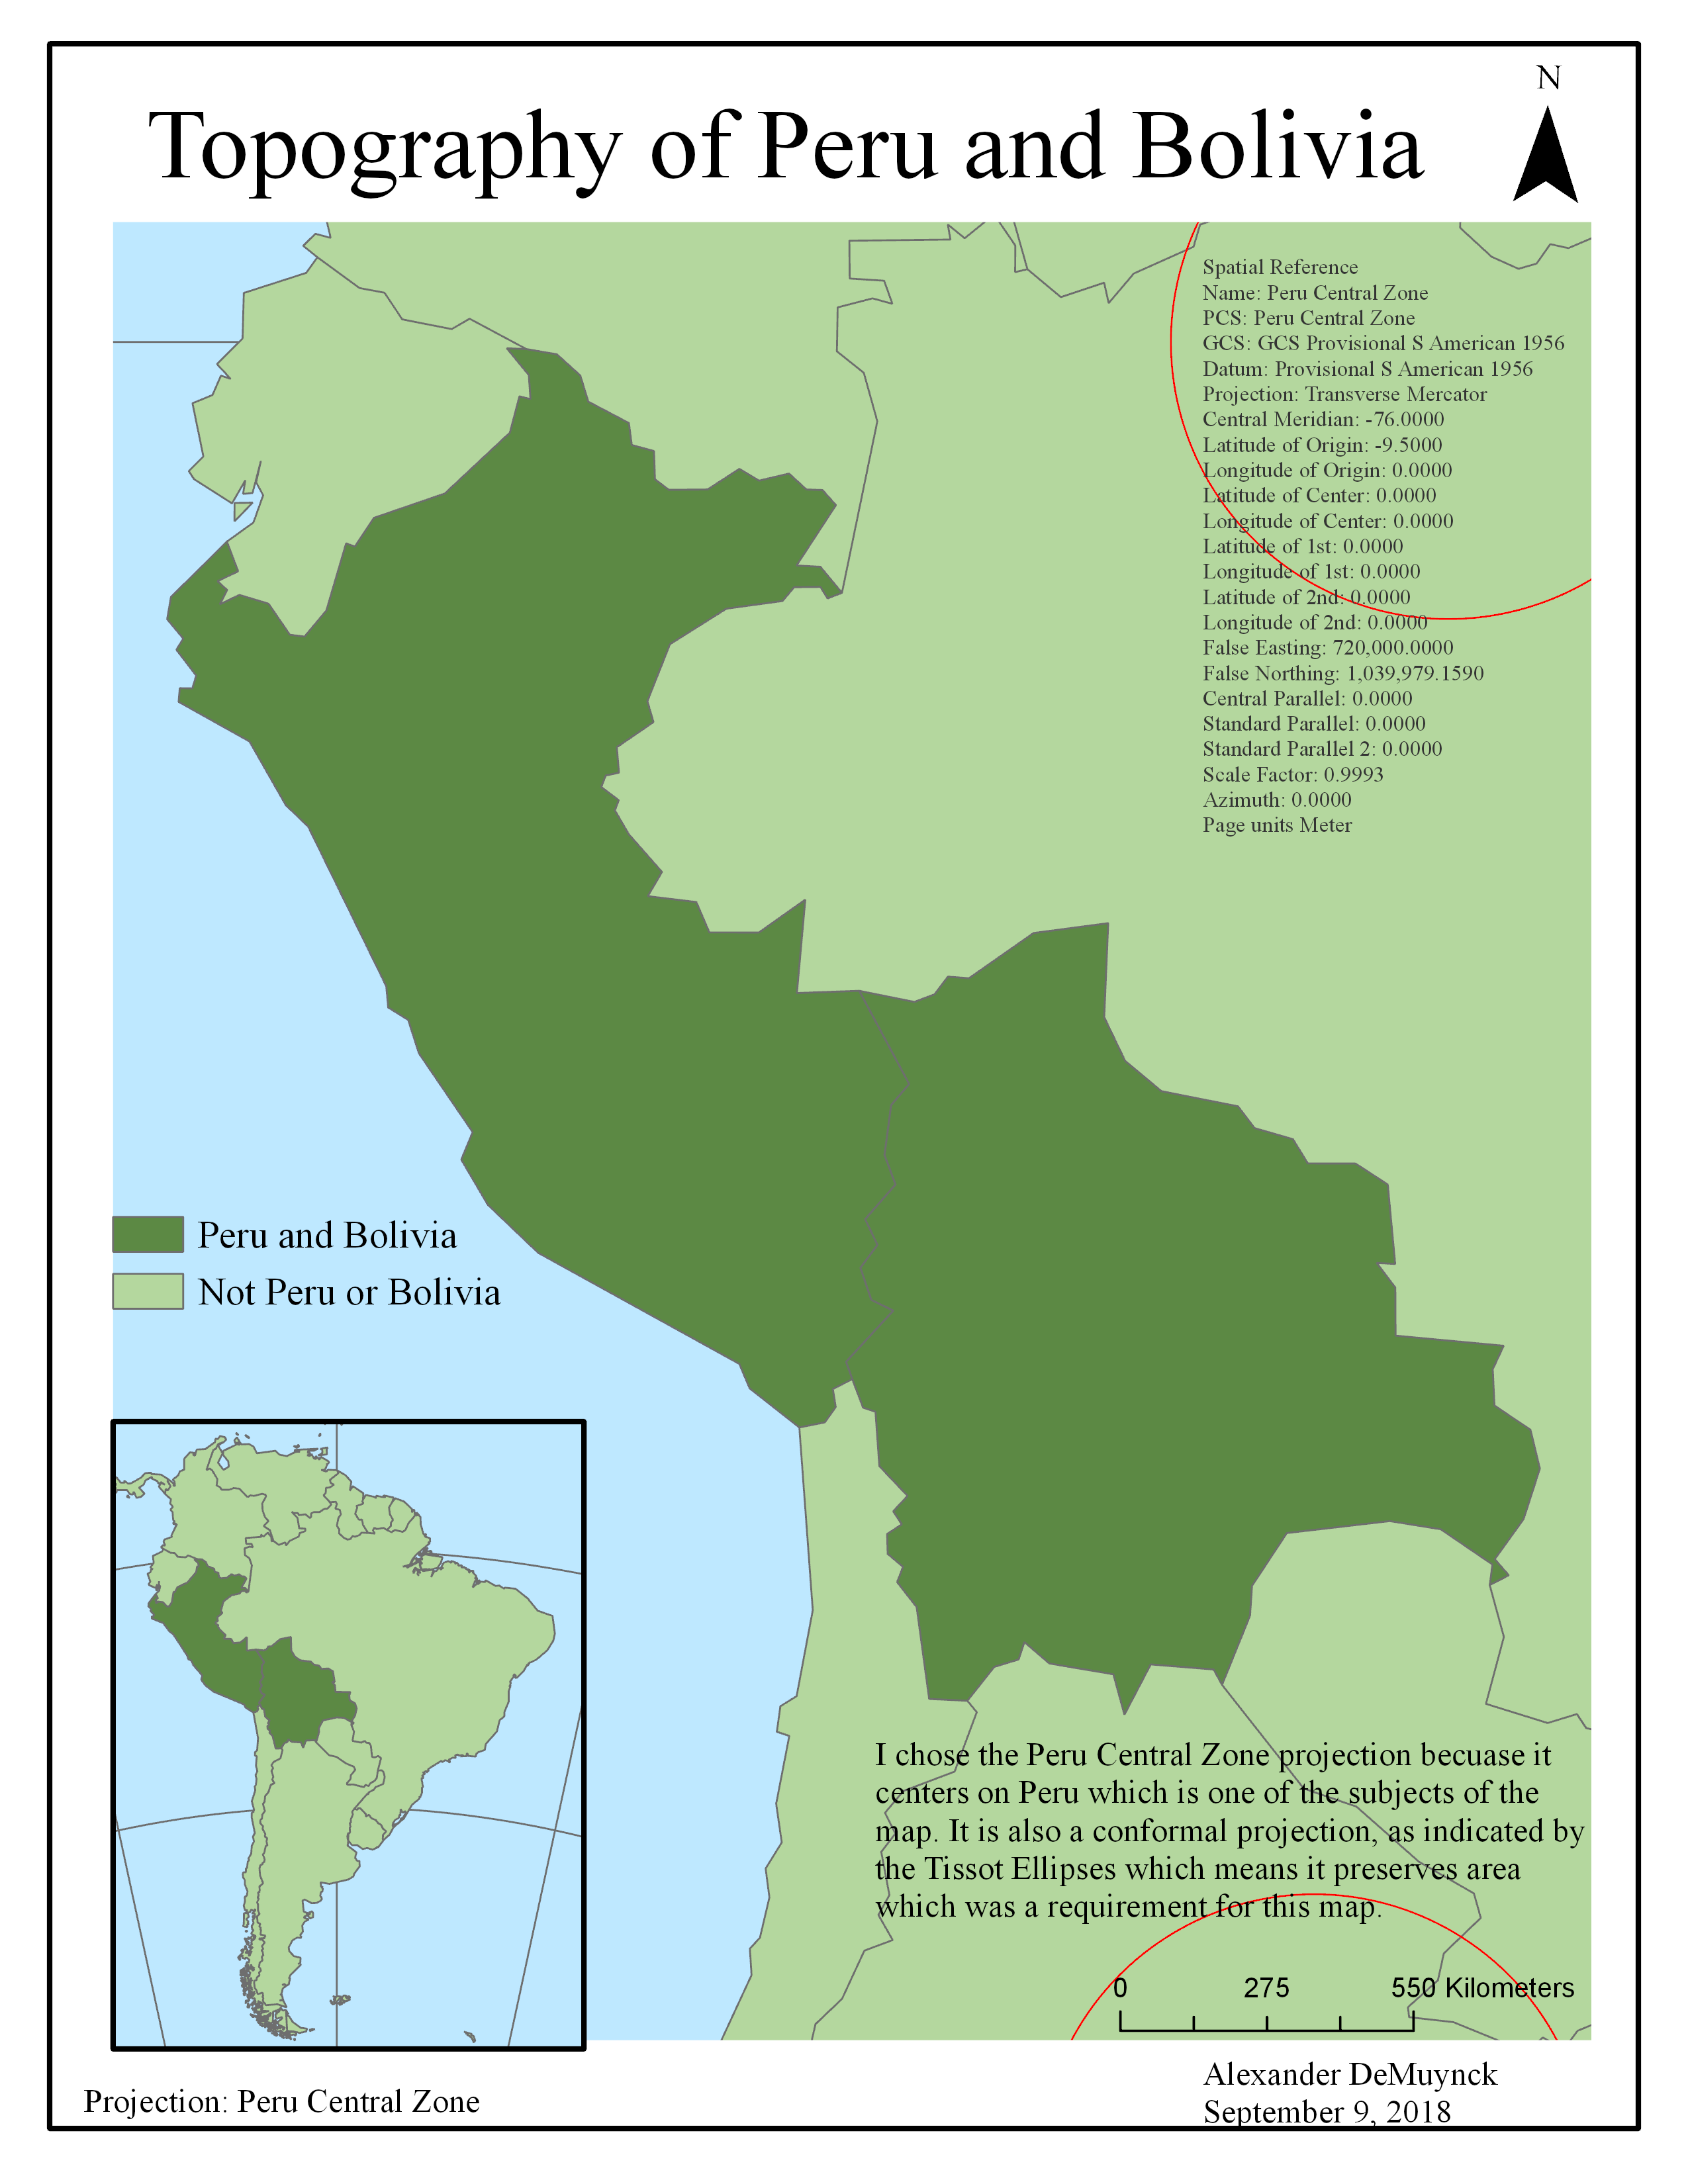 N
Topography of Peru and Bolivia
Spatial Reference
Name: Peru Central Zone
PCS: Peru Central Zone
GCS: GCS Provisional S American 1956
Datum: Provisional S American 1956
Projection: Transverse Mercator
Central Meridian: -76.0000
Latitude of Origin: -9.5000
Longitude of Origin: 0.0000
Latitude of Center: 0.0000
Longitude of Center: 0.0000
Latitude of 1st: 0.0000
Longitude of 1st: 0.0000
Latitude of 2nd: 0.0000
Longitude of 2nd: 0.0000
False Easting: 720,000.0000
False Northing: 1,039,979.1590
Central Parallel: 0.0000
Standard Parallel: 0.0000
Standard Parallel 2: 0.0000
Scale Factor: 0.9993
Azimuth: 0.0000
Page units Meter
Peru and Bolivia
Not Peru or Bolivia
I chose the Peru Central Zone projection becuase it
centers on Peru which is one of the subjects of the
map. It is also a conformal projection, as indicated by
the Tissot Ellipses which means it preserves area
which was a requirement for this map.
0 275 550 Kilometers
Alexander DeMuynck
September 9, 2018
Projection: Peru Central Zone